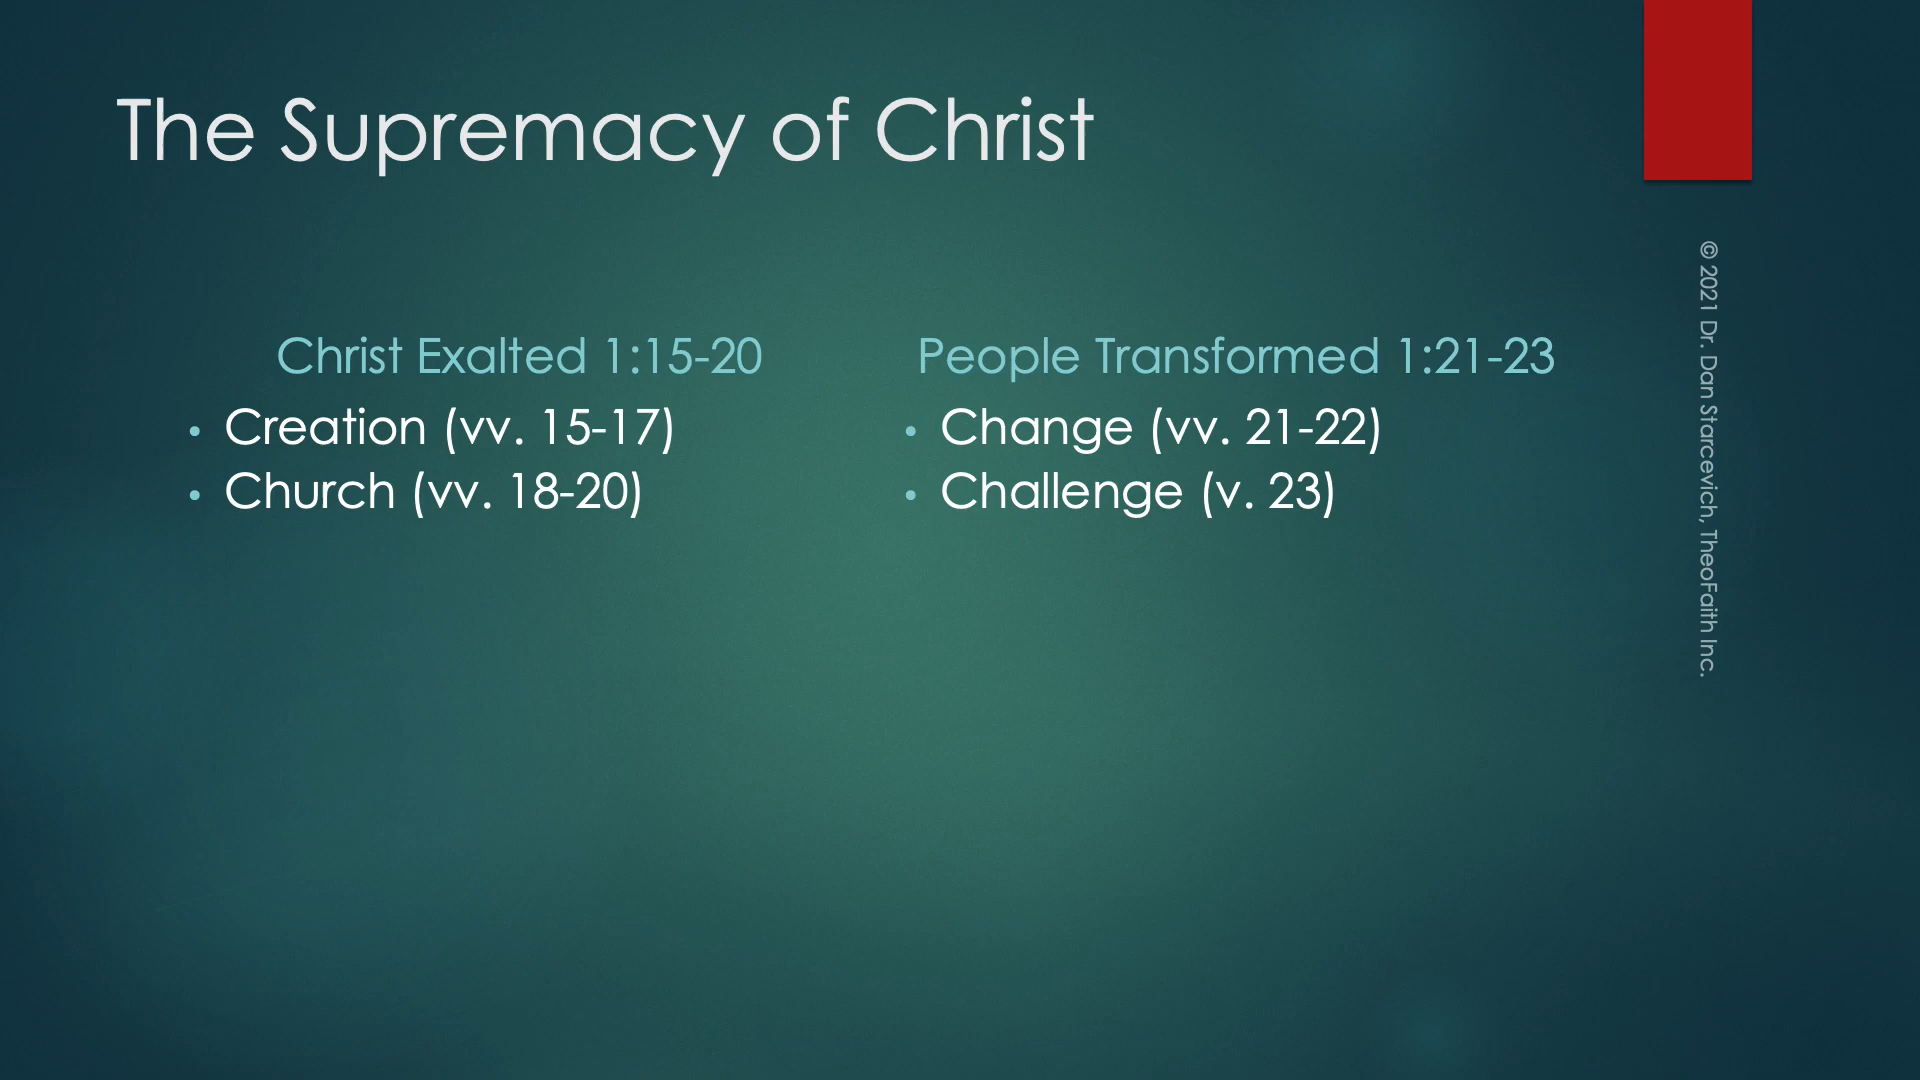 The Supremacy of Christ
Christ Exalted 1:15-20
• Creation (vv. 15-17)
• Church (vv. 18-20)
People Transformed 1:21-23
• Change (vv. 21-22)
• Challenge (v. 23)
© 2021 Dr. Dan Starcevich, TheoFaith Inc.